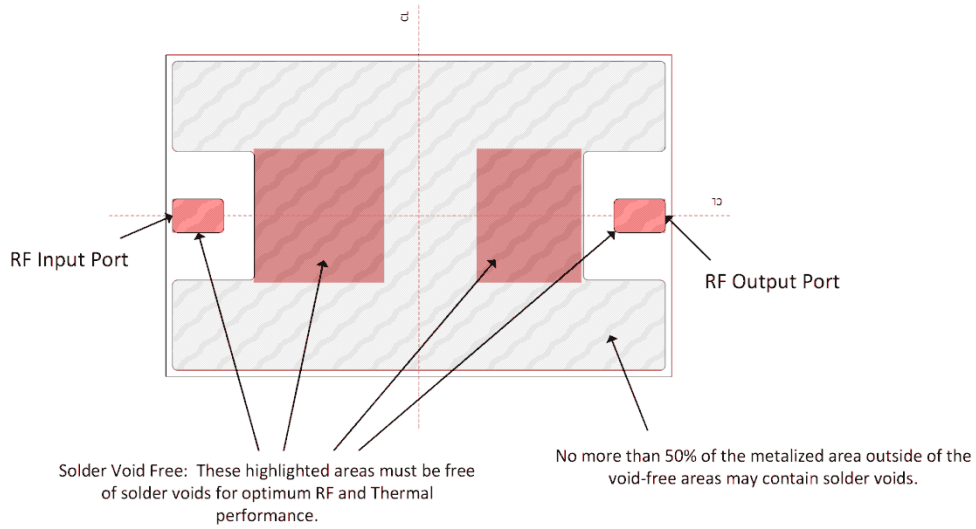 CL
CL
RF Input Port
RF Output Port
Solder Void Free: These highlighted areas must be free
of solder voids for optimum RF and Thermal
performance.
No more than 50% of the metalized area outside of the
void-free areas may contain solder voids.